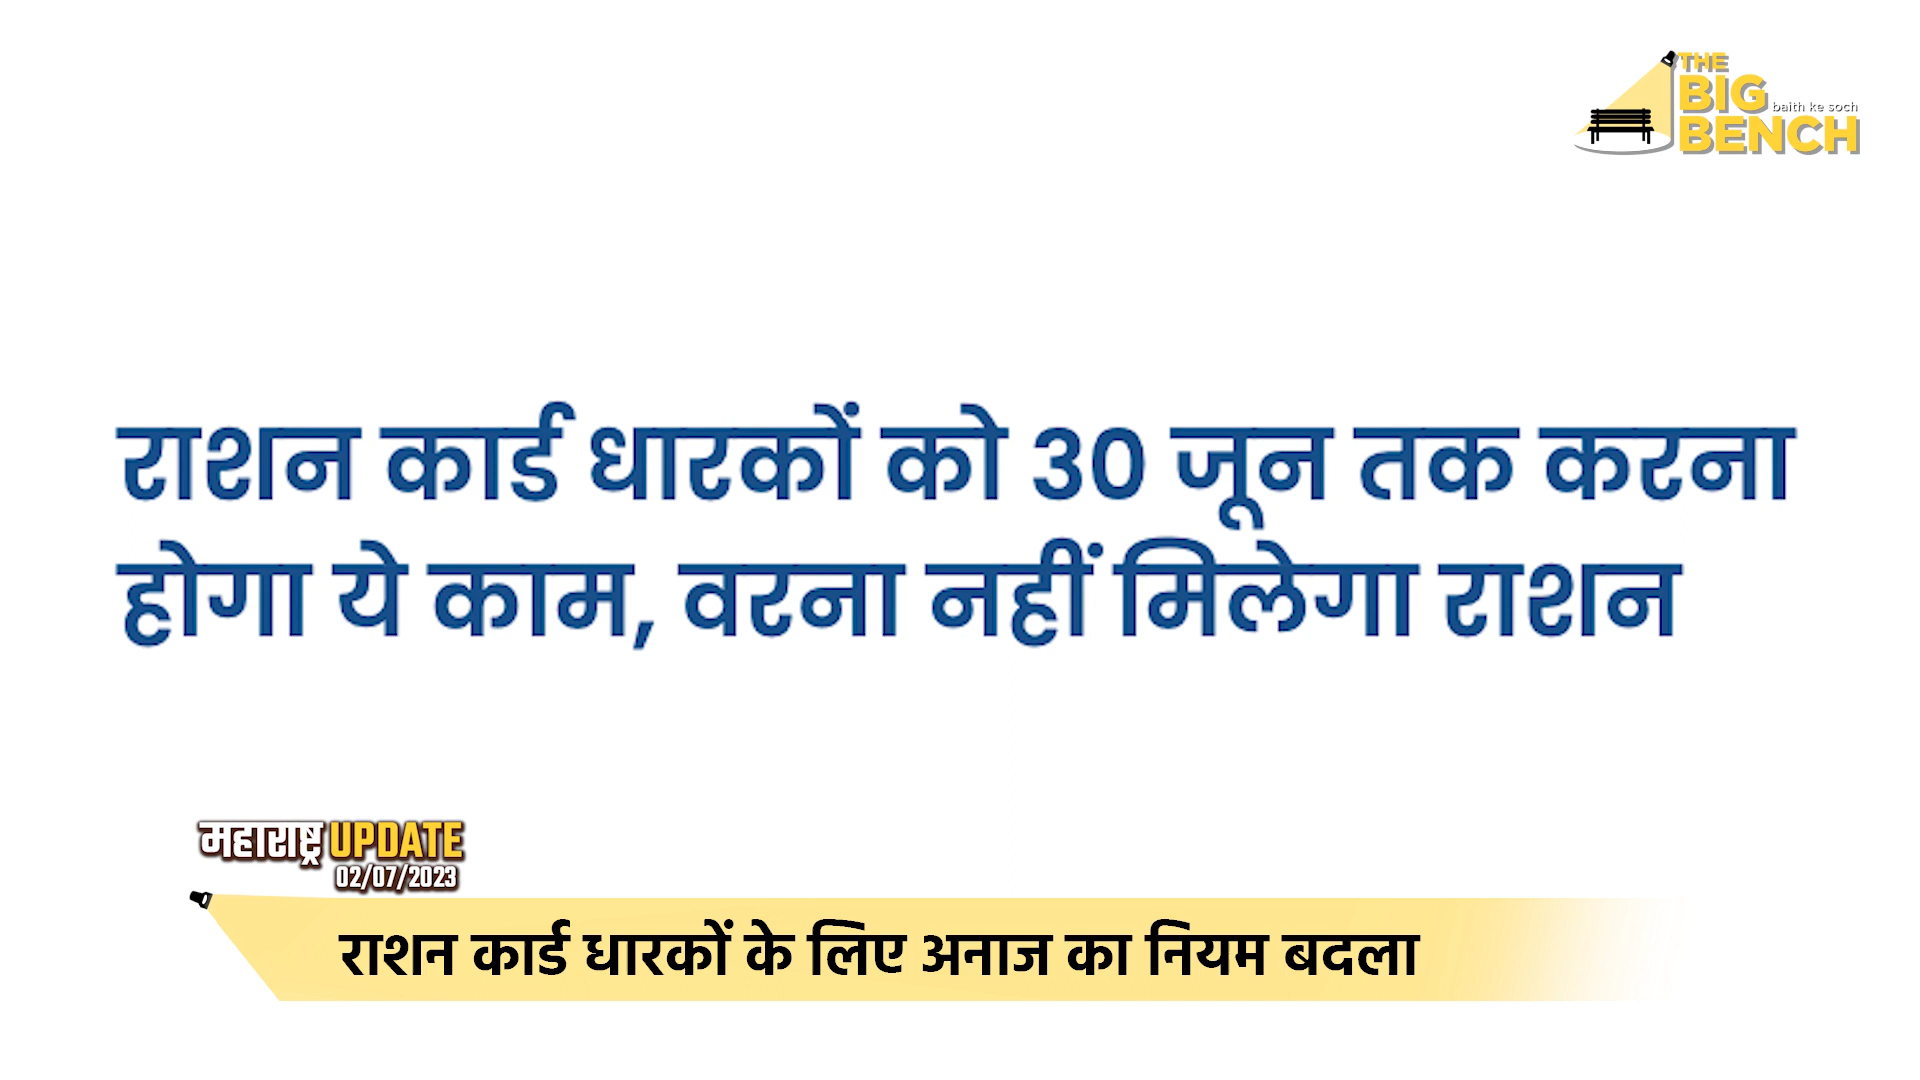 THE
BIG
baith ke soch
BENCH
राशन कार्ड धारकों को 30 जून तक करना
होगा ये काम, वरना नहीं मिलेगा राशन
महाराष्ट्र UPDATE
02/07/2023
राशन कार्ड धारकों के लिए अनाज का नियम बदला